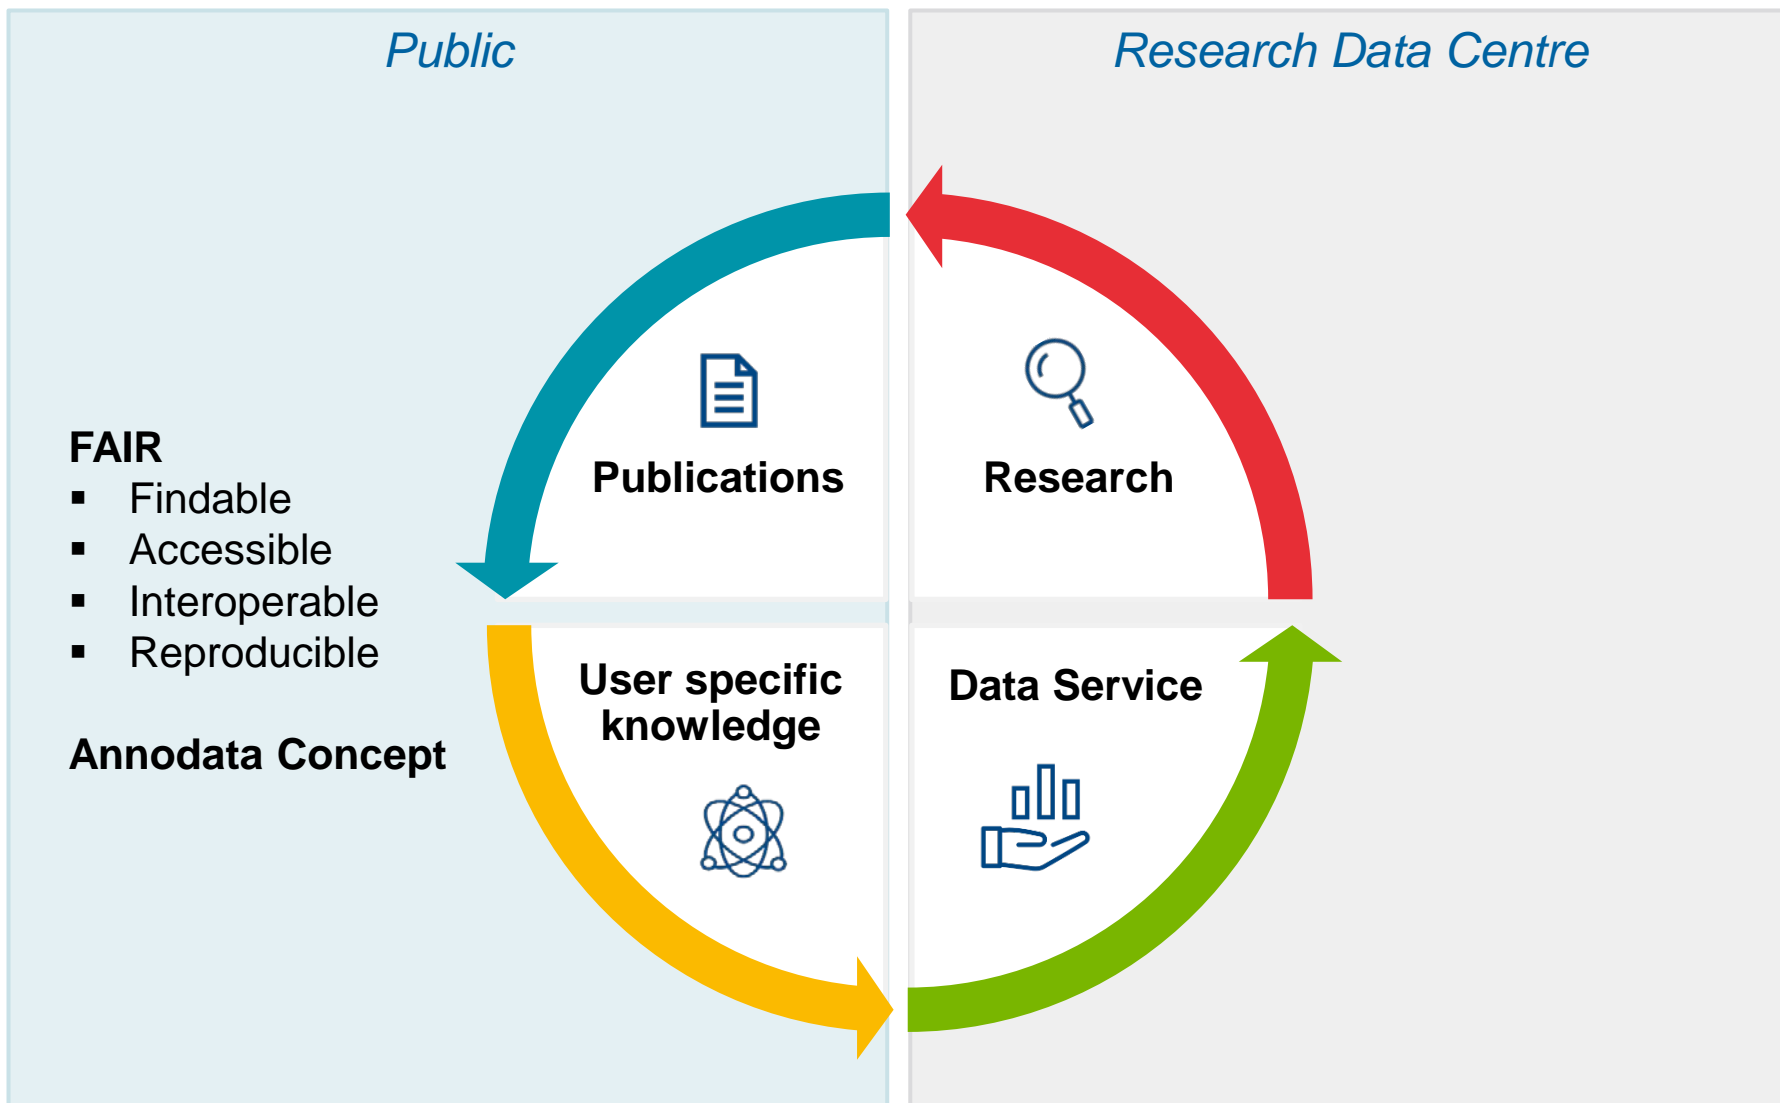 Public
Research Data Centre
Publications
Research
FAIR
▪ Findable
▪ Accessible
▪ Interoperable
▪ Reproducible
Annodata Concept
User specific
knowledge
Data Service